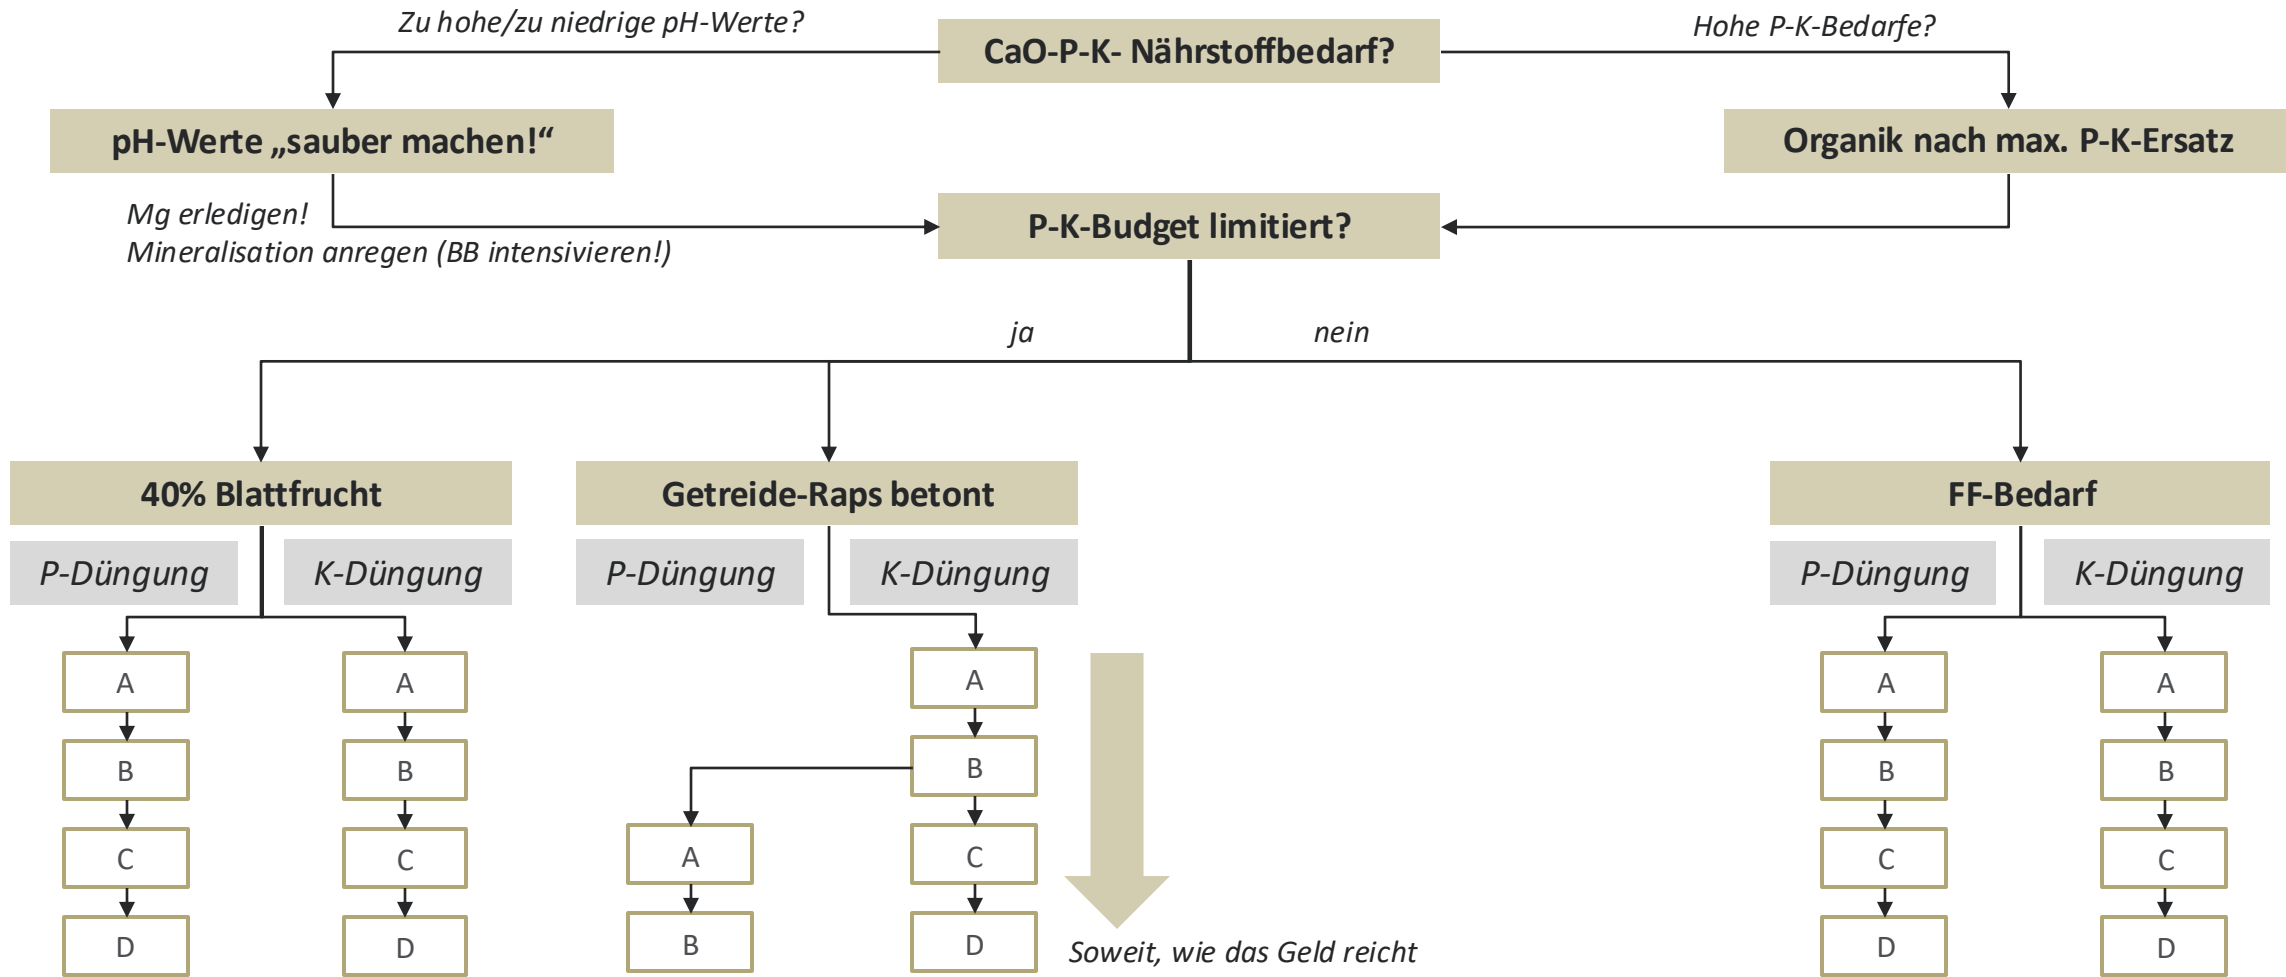 Zu hohe/zu niedrige pH-Werte?
CaO-P-K- Nährstoffbedarf?
Hohe P-K-Bedarfe?
pH-Werte „sauber machen!“
Organik nach max. P-K-Ersatz
Mg erledigen!
Mineralisation anregen (BB intensivieren!)
P-K-Budget limitiert?
ja
nein
40% Blattfrucht
P-Düngung
K-Düngung
A
A
B
B
C
C
D
D
Getreide-Raps betont
P-Düngung
K-Düngung
A
B
A
C
B
D
Soweit, wie das Geld reicht
FF-Bedarf
P-Düngung
K-Düngung
A
A
B
B
C
C
D
D